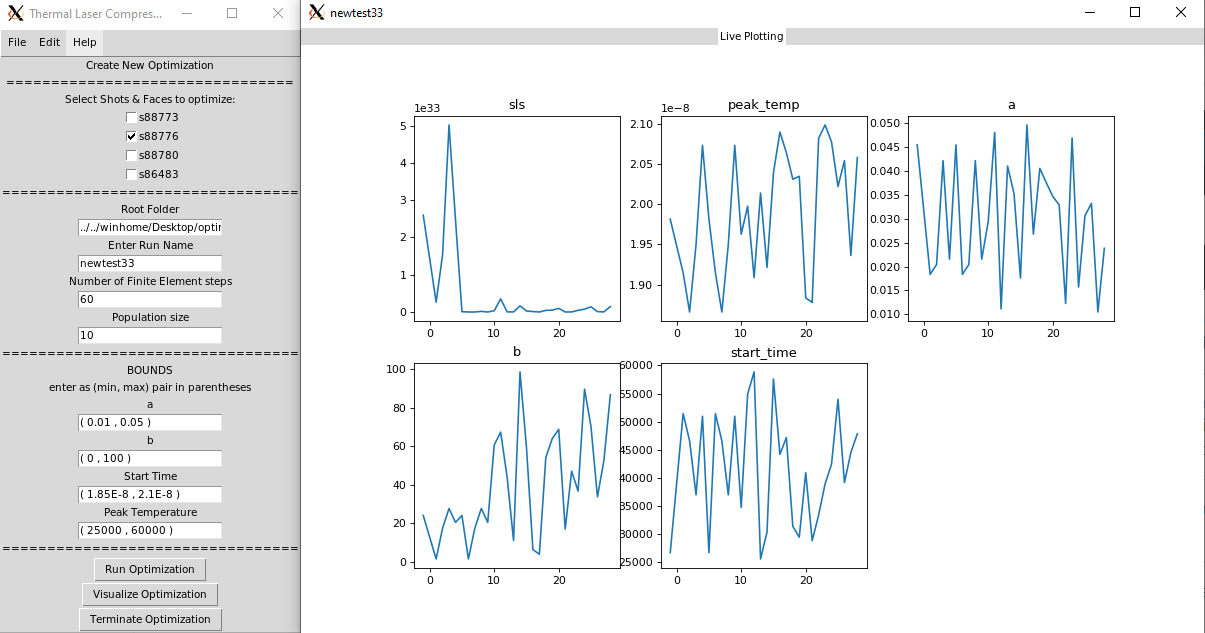 Thermal Laser Compres...
File Edit Help
Create New Optimization
================================
Select Shots & Faces to optimize:
s88773
s88776
s88780
s86483
=================================
Root Folder
../../winhome/Desktop/optir
Enter Run Name
newtest33
Number of Finite Element steps
60
Population size
10
=================================
BOUNDS
enter as (min, max) pair in parentheses
a
( 0.01 , 0.05 )
b
( 0 , 100 )
Start Time
( 1.85E-8 , 2.1E-8 )
Peak Temperature
( 25000 , 60000 )
=================================
Run Optimization
Visualize Optimization
Terminate Optimization
newtest33
Live Plotting
sls
1e33
5
4
3
2
1
0
0 10 20
peak_temp
1e−8
2.10
2.05
2.00
1.95
1.90
0 10 20
a
0.050
0.045
0.040
0.035
0.030
0.025
0.020
0.015
0.010
0 10 20
b
100
80
60
40
20
0
0 10 20
start_time
60000
55000
50000
45000
40000
35000
30000
25000
0 10 20